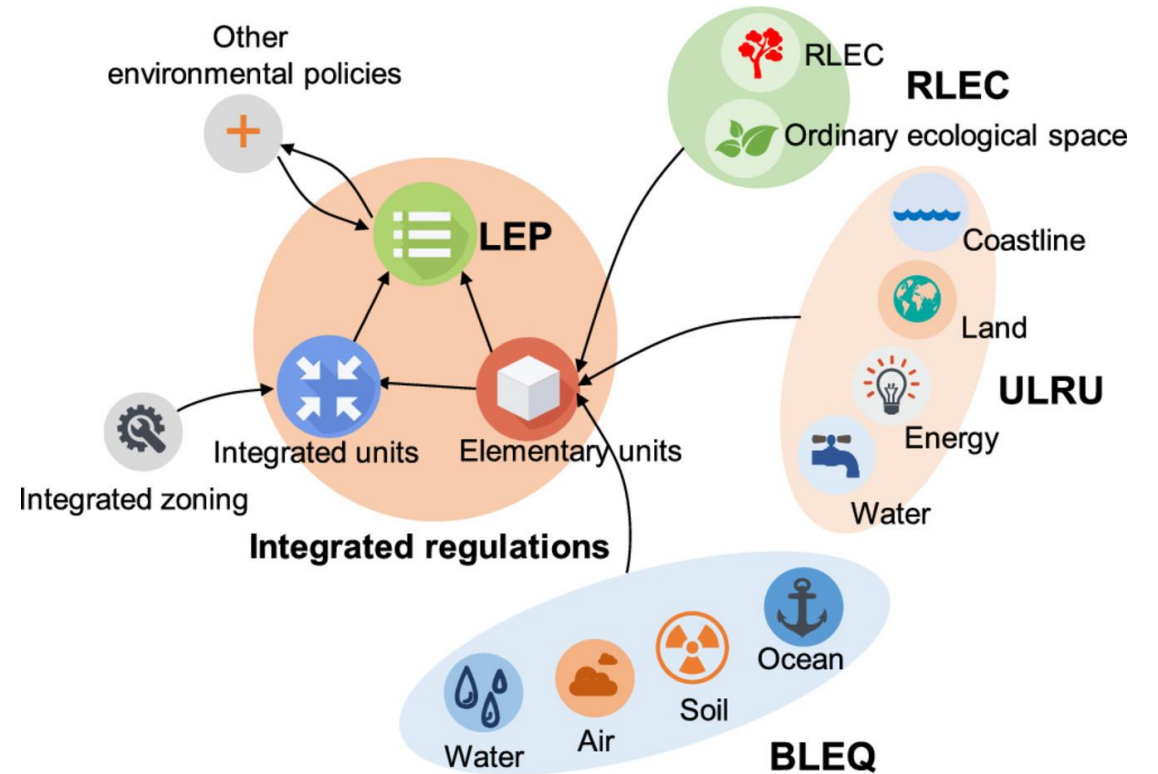 Other
environmental policies
RLEC
RLEC
Ordinary ecological space
LEP
Coastline
Land
ULRU
Energy
Water
Integrated units
Elementary units
Integrated zoning
Integrated regulations
Ocean
Soil
Air
Water
BLEQ